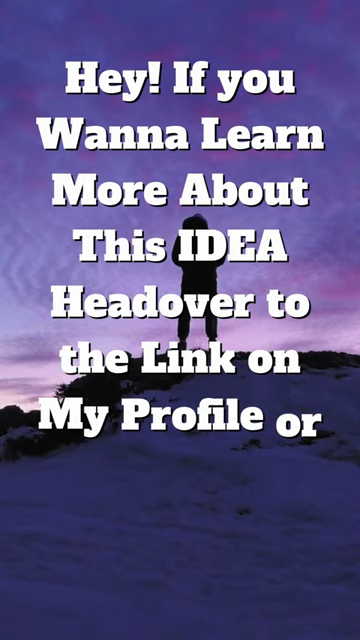 Hey! If you
Wanna Learn
More About
This IDEA
Headover to
the Link on
My Profile or